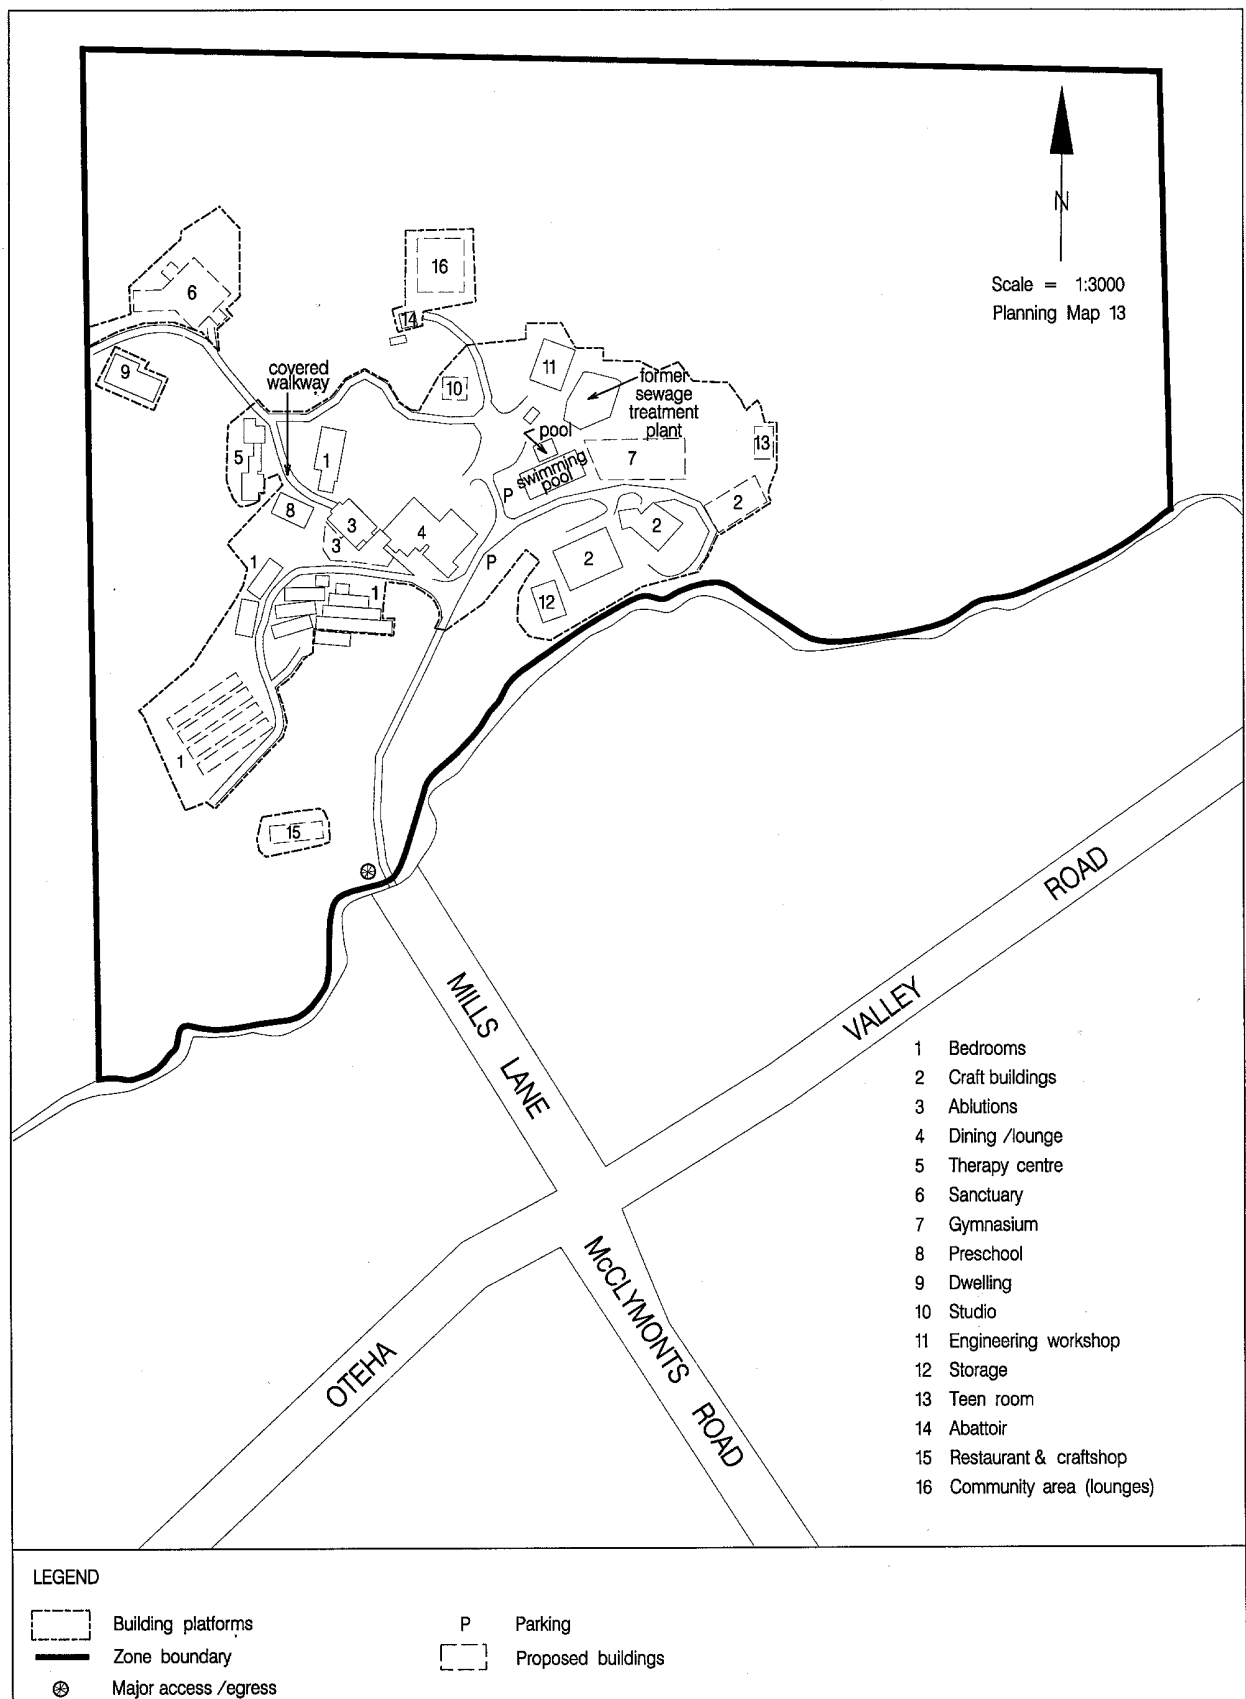 N
Scale = 1:3000
Planning Map 13
6
16
14
9
covered
walkway
10
11
former
sewage
treatment
plant
pool
swimming
pool
7
13
5
1
P
8
3
3
4
2
2
2
P
1
1
12
1
15
MILLS LANE
OTEHA VALLEY ROAD
McCLYMONTS ROAD
1 Bedrooms
2 Craft buildings
3 Ablutions
4 Dining /lounge
5 Therapy centre
6 Sanctuary
7 Gymnasium
8 Preschool
9 Dwelling
10 Studio
11 Engineering workshop
12 Storage
13 Teen room
14 Abattoir
15 Restaurant & craftshop
16 Community area (lounges)
LEGEND
Building platforms
Zone boundary
Major access /egress
P Parking
Proposed buildings